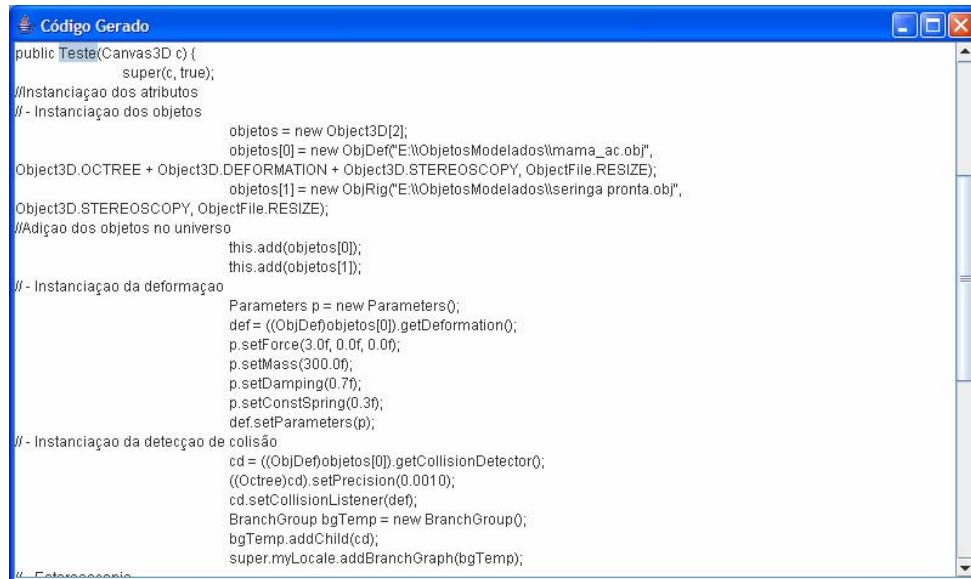 Código Gerado
public Teste(Canvas3D c) {
super(c, true);
//Instanciaçao dos atributos
// - Instanciaçao dos objetos
objetos = new Object3D[2];
objetos[0] = new ObjDef("E:\\ObjetosModelados\\mama_ac.obj",
Object3D.OCTREE + Object3D.DEFORMATION + Object3D.STEREOSCOPY, ObjectFile.RESIZE);
objetos[1] = new ObjRig("E:\\ObjetosModelados\\seringa pronta.obj",
Object3D.STEREOSCOPY, ObjectFile.RESIZE);
//Adiçao dos objetos no universo
this.add(objetos[0]);
this.add(objetos[1]);
// - Instanciaçao da deformaçao
Parameters p = new Parameters();
def = ((ObjDef)objetos[0]).getDeformation();
p.setForce(3.0f, 0.0f, 0.0f);
p.setMass(300.0f);
p.setDamping(0.7f);
p.setConstSpring(0.3f);
def.setParameters(p);
// - Instanciaçao da detecçao de colisão
cd = ((ObjDef)objetos[0]).getCollisionDetector();
((Octree)cd).setPrecision(0.0010);
cd.setCollisionListener(def);
BranchGroup bgTemp = new BranchGroup();
bgTemp.addChild(cd);
super.myLocale.addBranchGraph(bgTemp);